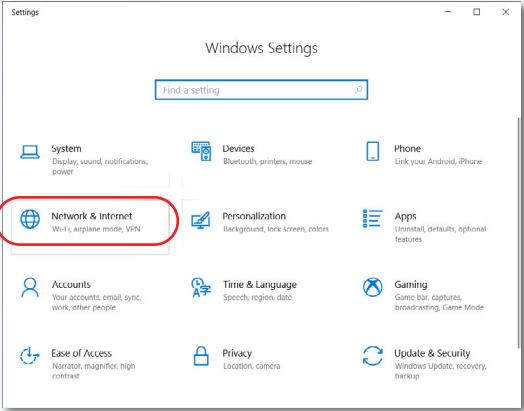 Settings
Windows Settings
Find a setting
System
Display, sound, notifications,
power
Devices
Bluetooth, printers, mouse
Phone
Link your Android, iPhone
Network & Internet
Wi-Fi, airplane mode, VPN
Personalization
Background, lock screen, colors
Apps
Uninstall, defaults, optional
features
Accounts
Your accounts, email, sync,
work, other people
Time & Language
Speech, region, date
Gaming
Game bar, captures,
broadcasting, Game Mode
Ease of Access
Narrator, magnifier, high
contrast
Privacy
Location, camera
Update & Security
Windows Update, recovery,
backup